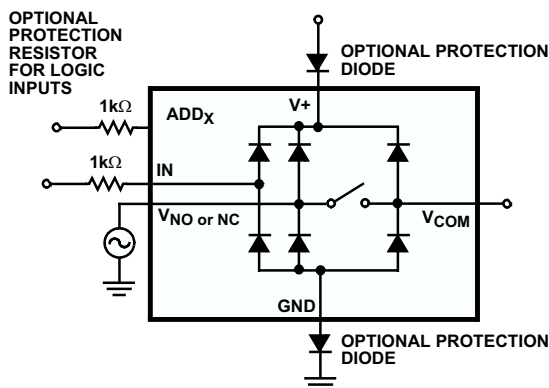 OPTIONAL
PROTECTION
RESISTOR
FOR LOGIC
INPUTS
OPTIONAL PROTECTION
DIODE
1kΩ
ADDX
V+
1kΩ
IN
VNO or NC
VCOM
GND
OPTIONAL PROTECTION
DIODE